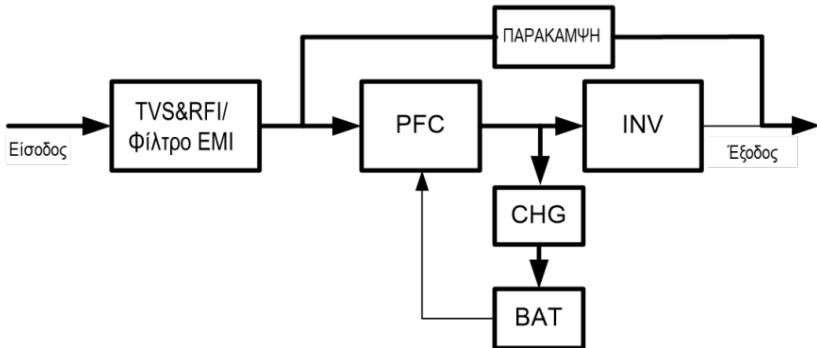 ΠΑΡΑΚΑΜΨΗ
TVS&RFI/
Φίλτρο EMI
PFC
INV
Είσοδος
Έξοδος
CHG
BAT